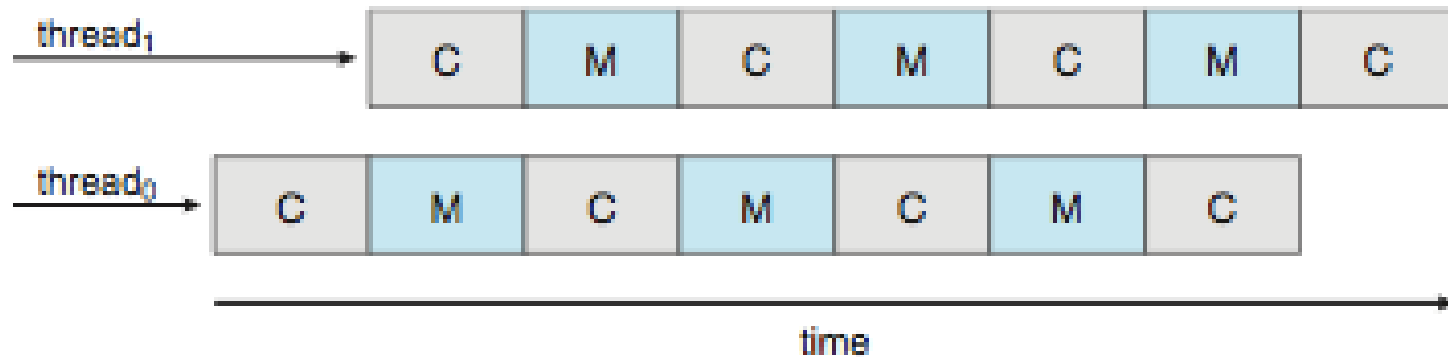 thread₁ C M C M C M C
thread₀ C M C M C M C
time